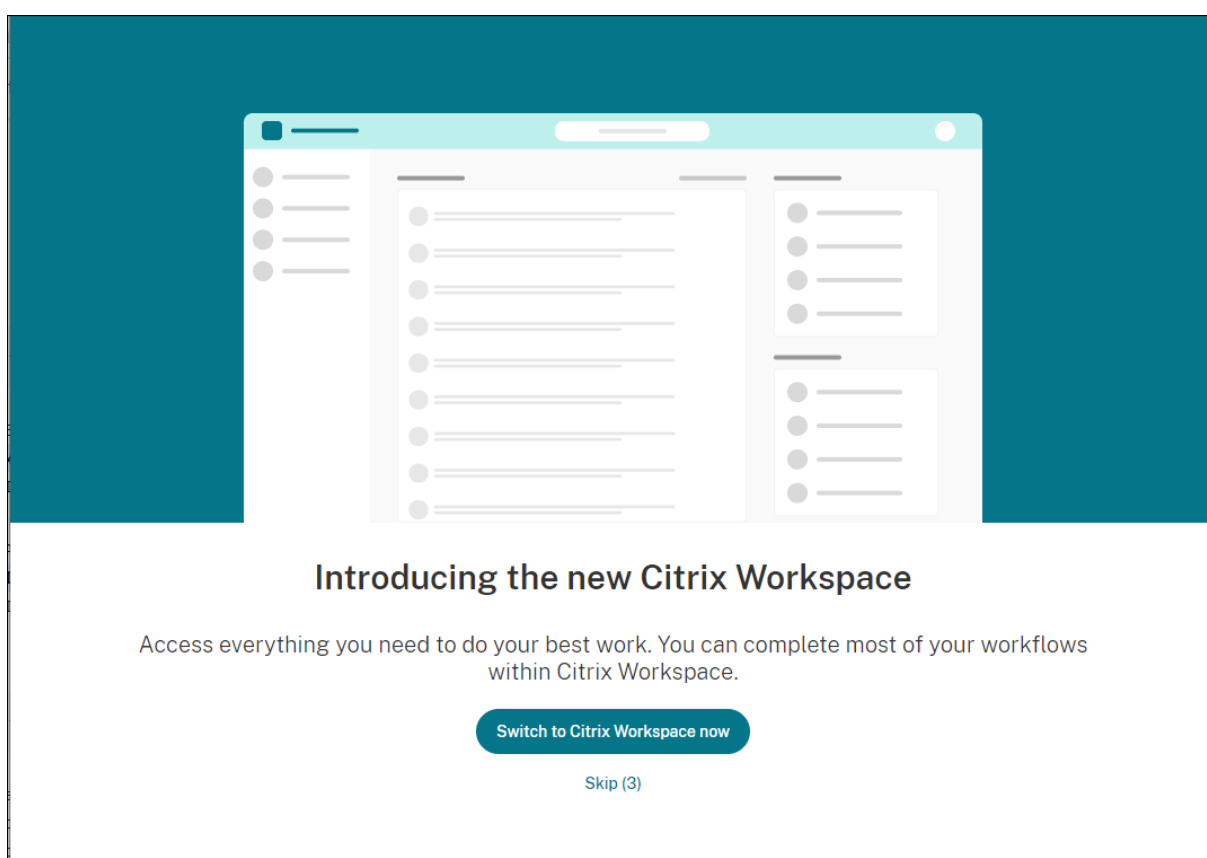 Introducing the new Citrix Workspace
Access everything you need to do your best work. You can complete most of your workflows
within Citrix Workspace.
Switch to Citrix Workspace now
Skip (3)